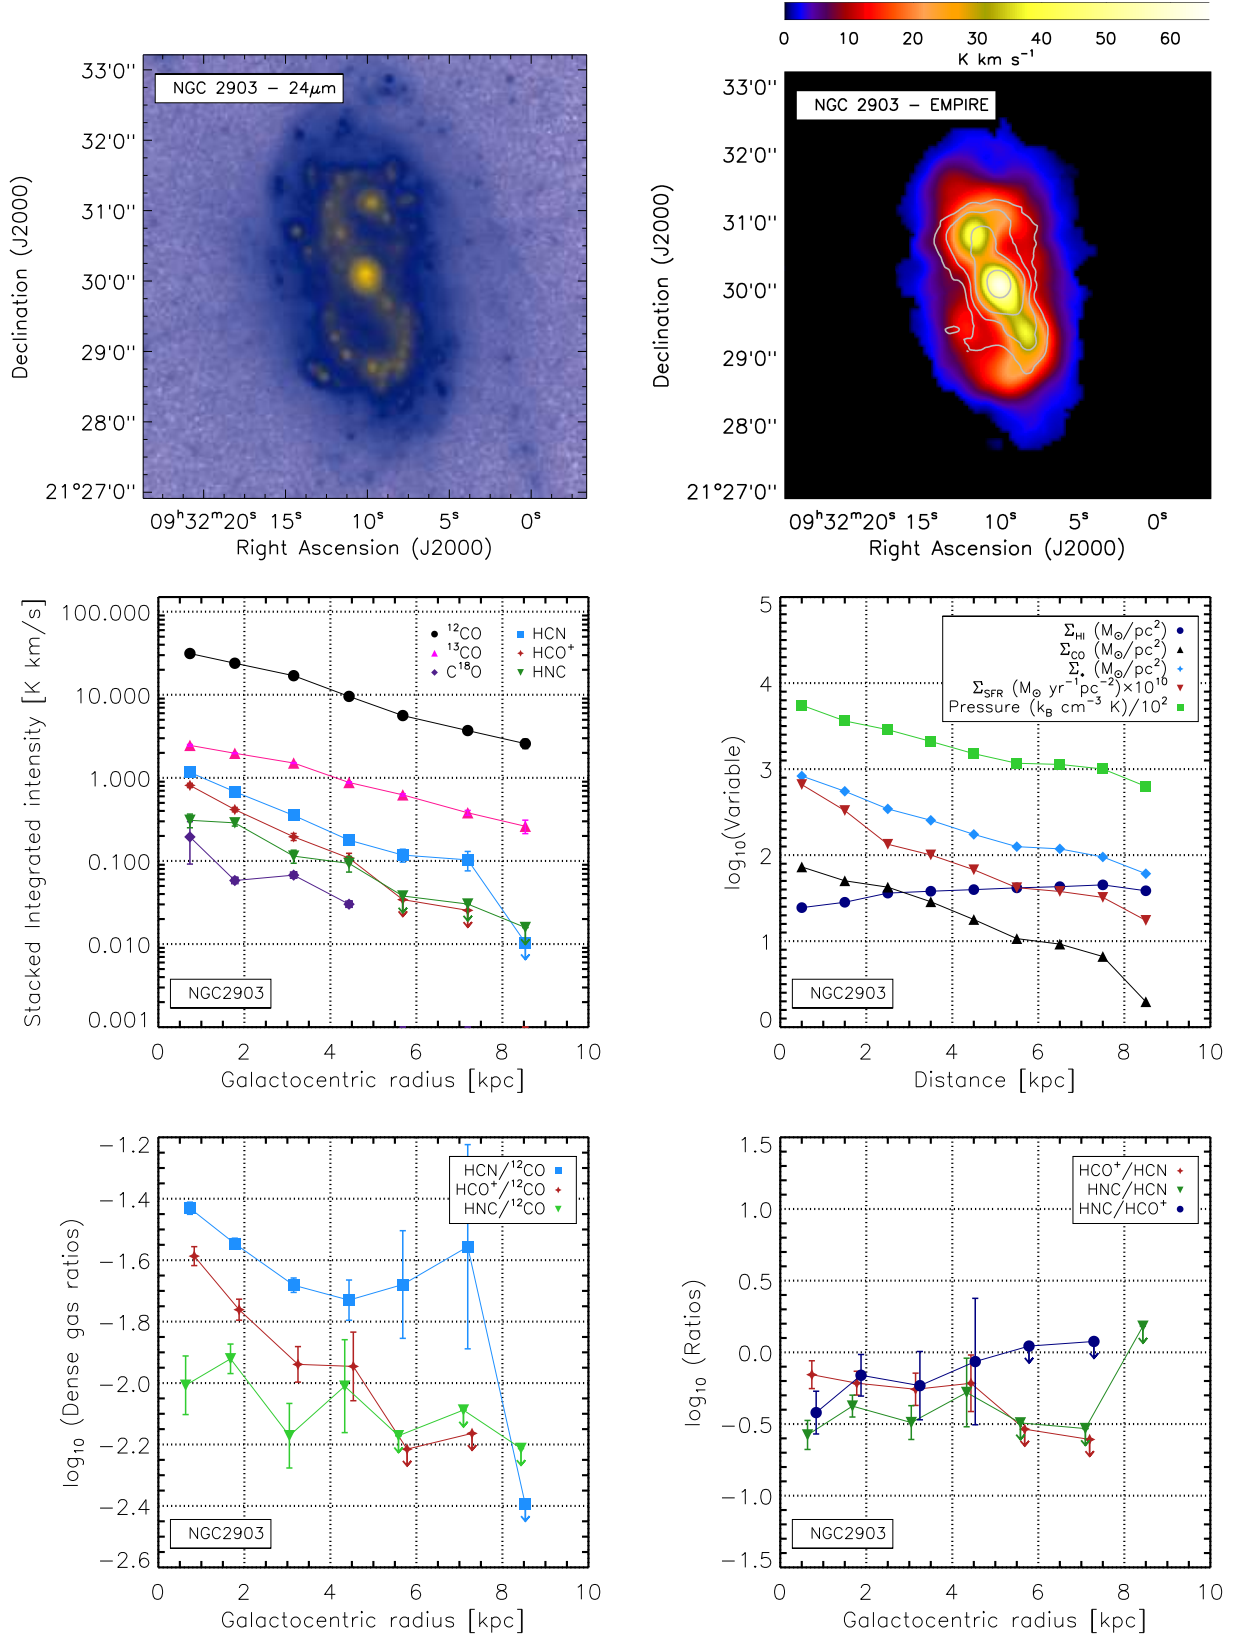 0 10 20 30 40 50 60
K km s⁻¹
NGC 2903 – 24μm
33'0"
32'0"
31'0"
30'0"
29'0"
28'0"
21°27'0"
Declination (J2000)
09ʰ32ᵐ20ˢ 15ˢ 10ˢ 5ˢ 0ˢ
Right Ascension (J2000)
NGC 2903 – EMPIRE
33'0"
32'0"
31'0"
30'0"
29'0"
28'0"
21°27'0"
Declination (J2000)
09ʰ32ᵐ20ˢ 15ˢ 10ˢ 5ˢ 0ˢ
Right Ascension (J2000)
Stacked Integrated intensity [K km/s]
100.000
10.000
1.000
0.100
0.010
0.001
¹²CO HCN
¹³CO HCO⁺
C¹⁸O HNC
NGC2903
0 2 4 6 8 10
Galactocentric radius [kpc]
log₁₀(Variable)
5
4
3
2
1
0
Σ_HI (M⊙/pc²)
Σ_CO (M⊙/pc²)
Σ⋆ (M⊙/pc²)
Σ_SFR (M⊙ yr⁻¹pc⁻²)×10¹⁰
Pressure (k_B cm⁻³ K)/10²
NGC2903
0 2 4 6 8 10
Distance [kpc]
log₁₀ (Dense gas ratios)
−1.2
−1.4
−1.6
−1.8
−2.0
−2.2
−2.4
−2.6
HCN/¹²CO
HCO⁺/¹²CO
HNC/¹²CO
NGC2903
0 2 4 6 8 10
Galactocentric radius [kpc]
log₁₀ (Ratios)
1.5
1.0
0.5
0.0
−0.5
−1.0
−1.5
HCO⁺/HCN
HNC/HCN
HNC/HCO⁺
NGC2903
0 2 4 6 8 10
Galactocentric radius [kpc]